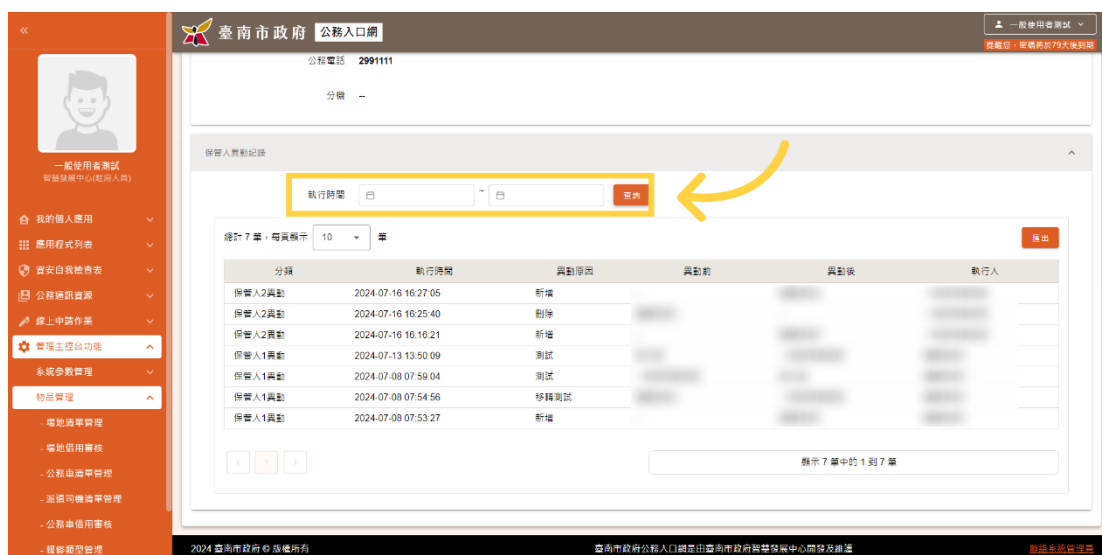 «
一般使用者測試
智慧發展中心(駐府人員)
我的個人應用
應用程式列表
資安自我檢查表
公務通訊資源
線上申請作業
管理主控台功能
系統參數管理
物品管理
- 場地清單管理
- 場地借用審核
- 公務車清單管理
- 派遣司機清單管理
- 公務車借用審核
- 報修類型管理
臺南市政府 公務入口網
一般使用者測試
提醒您,密碼將於79天後到期
公務電話 2991111
分機 --
保管人異動紀錄
執行時間 ~ 查詢
總計 7 筆,每頁顯示 10 筆
匯出
分類 執行時間 異動原因 異動前 異動後 執行人
保管人2異動 2024-07-16 16:27:05 新增
保管人2異動 2024-07-16 16:25:40 刪除
保管人2異動 2024-07-16 16:16:21 新增
保管人1異動 2024-07-13 13:50:09 測試
保管人1異動 2024-07-08 07:59:04 測試
保管人1異動 2024-07-08 07:54:56 移轉測試
保管人1異動 2024-07-08 07:53:27 新增
‹ 1 ›
顯示 7 筆中的 1 到 7 筆
2024 臺南市政府 © 版權所有
臺南市政府公務入口網是由臺南市政府智慧發展中心開發及維護
聯絡系統管理員